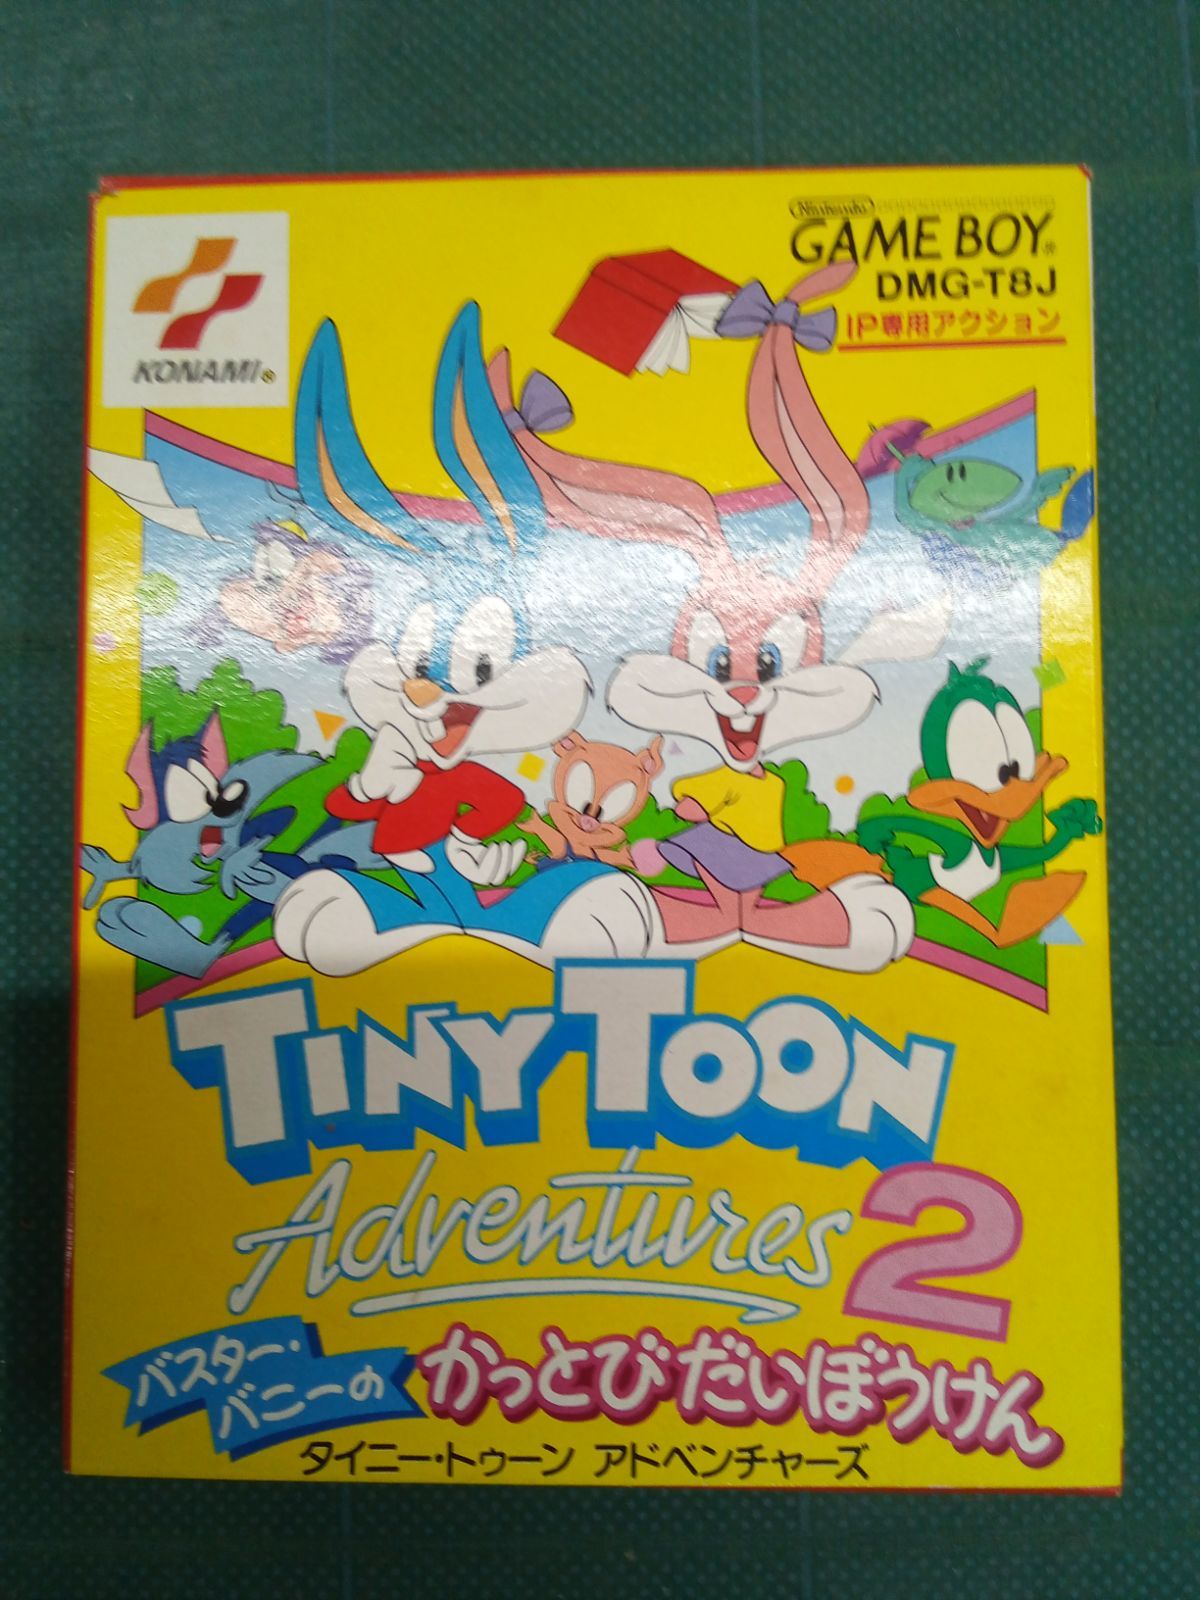 KONAMI®
Nintendo
GAME BOY®
DMG-T8J
1P専用アクション
TINY TOON
Adventures 2
バスター・
バニーの
かっとびだいぼうけん
タイニー・トゥーン アドベンチャーズ